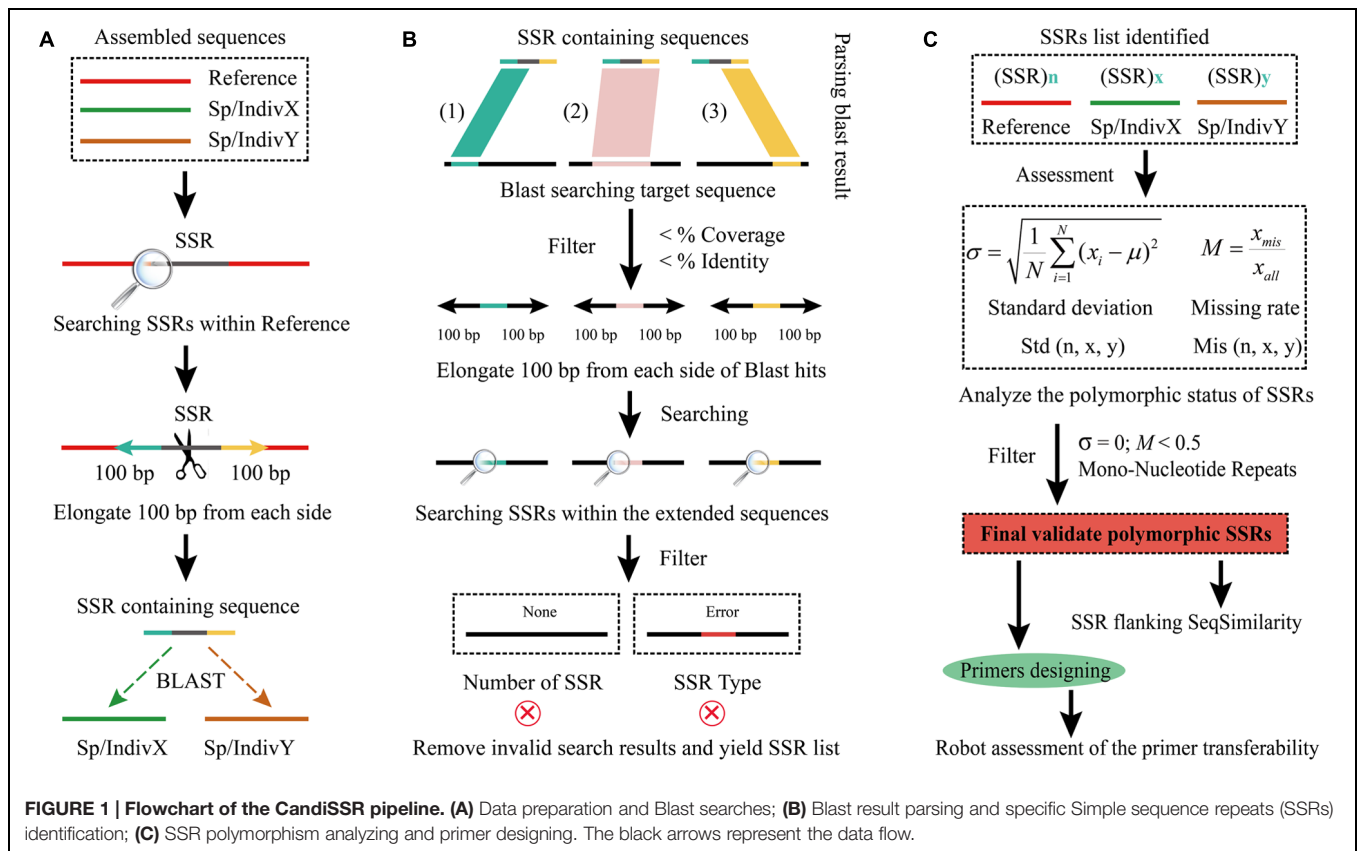 A
Assembled sequences
Reference
Sp/IndivX
Sp/IndivY
SSR
Searching SSRs within Reference
SSR
100 bp 100 bp
Elongate 100 bp from each side
SSR containing sequence
BLAST
Sp/IndivX Sp/IndivY
B
SSR containing sequences
Parsing blast result
(1) (2) (3)
Blast searching target sequence
Filter
< % Coverage
< % Identity
100 bp 100 bp 100 bp 100 bp 100 bp 100 bp
Elongate 100 bp from each side of Blast hits
Searching
Searching SSRs within the extended sequences
Filter
None Error
Number of SSR SSR Type
Remove invalid search results and yield SSR list
C
SSRs list identified
(SSR)n (SSR)x (SSR)y
Reference Sp/IndivX Sp/IndivY
Assessment
σ = √(1/N ∑_{i=1}^{N} (x_i − μ)²) M = x_mis / x_all
Standard deviation Missing rate
Std (n, x, y) Mis (n, x, y)
Analyze the polymorphic status of SSRs
Filter
σ = 0; M < 0.5
Mono-Nucleotide Repeats
Final validate polymorphic SSRs
SSR flanking SeqSimilarity
Primers designing
Robot assessment of the primer transferability
FIGURE 1 | Flowchart of the CandiSSR pipeline. (A) Data preparation and Blast searches; (B) Blast result parsing and specific Simple sequence repeats (SSRs)
identification; (C) SSR polymorphism analyzing and primer designing. The black arrows represent the data flow.